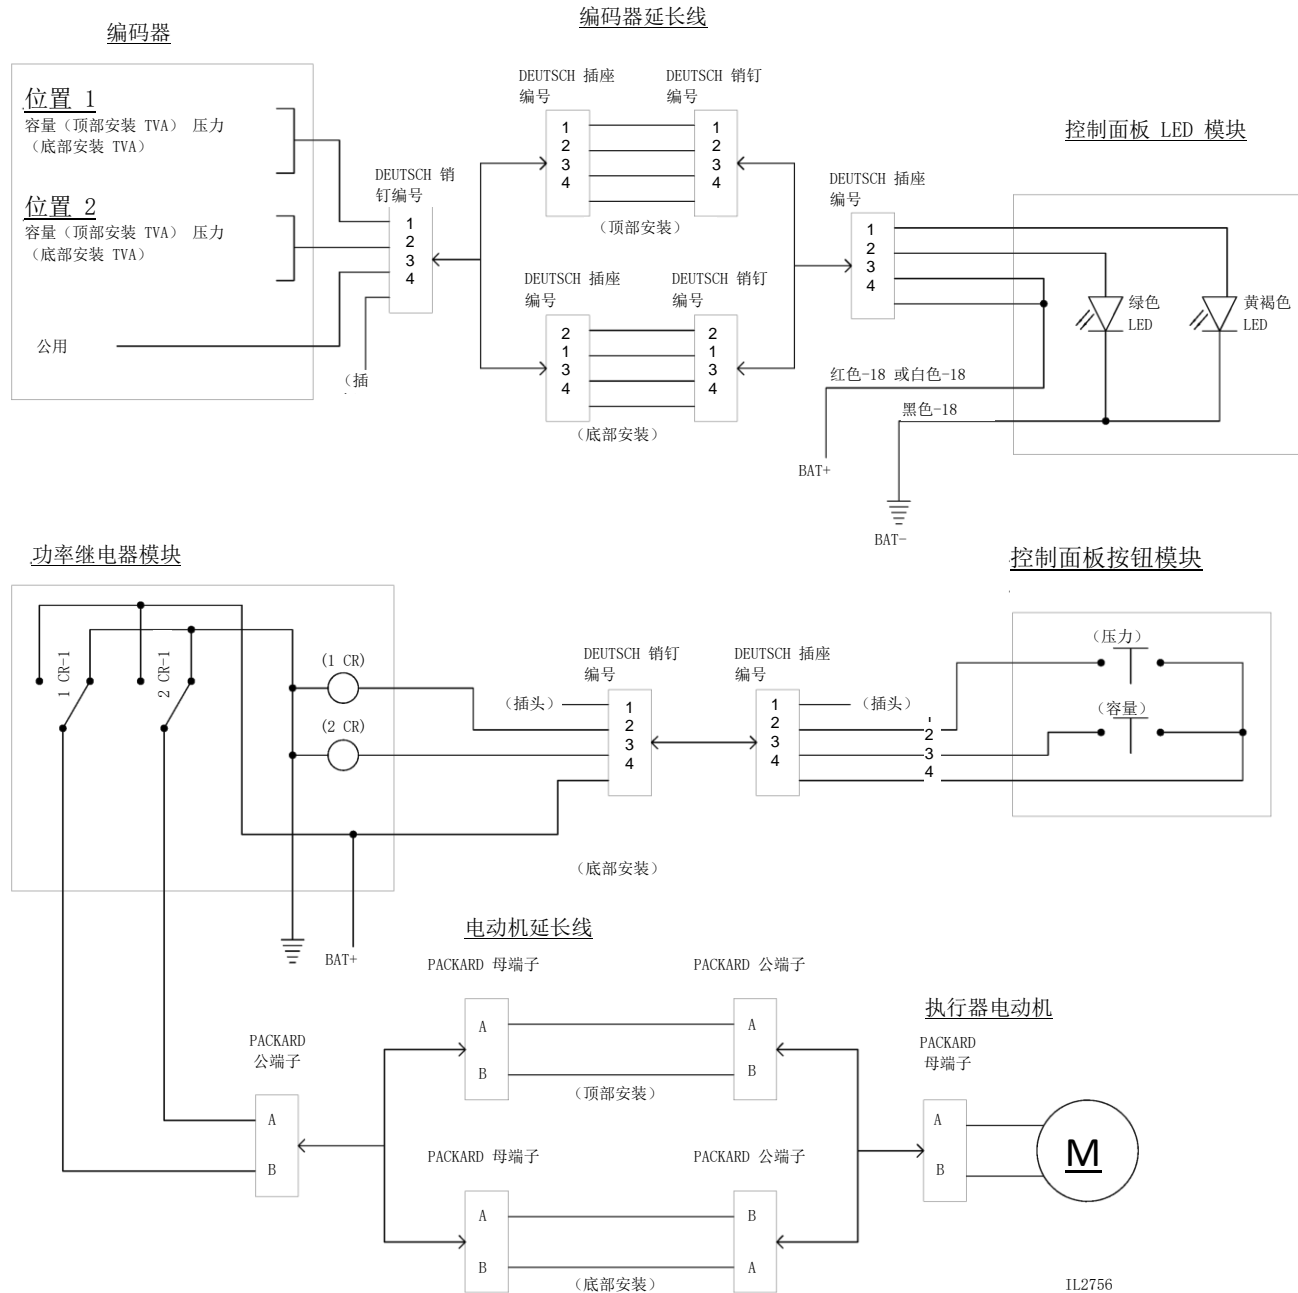 编码器
编码器延长线
位置 1
容量（顶部安装 TVA） 压力
（底部安装 TVA）
位置 2
容量（顶部安装 TVA） 压力
（底部安装 TVA）
公用
DEUTSCH 销
钉编号
1
2
3
4
（插
DEUTSCH 插座
编号
1
2
3
4
DEUTSCH 销钉
编号
1
2
3
4
（顶部安装）
DEUTSCH 插座
编号
2
1
3
4
DEUTSCH 销钉
编号
2
1
3
4
（底部安装）
控制面板 LED 模块
DEUTSCH 插座
编号
1
2
3
4
绿色
LED
黄褐色
LED
红色-18 或白色-18
黑色-18
BAT+
BAT-
功率继电器模块
1 CR-1
2 CR-1
(1 CR)
(2 CR)
BAT+
DEUTSCH 销钉
编号
（插头）
1
2
3
4
DEUTSCH 插座
编号
1
2
3
4
（插头）
2
3
4
（底部安装）
控制面板按钮模块
（压力）
（容量）
电动机延长线
PACKARD
公端子
A
B
PACKARD 母端子
A
B
PACKARD 公端子
A
B
（顶部安装）
PACKARD 母端子
A
B
PACKARD 公端子
B
A
（底部安装）
执行器电动机
PACKARD
母端子
A
B
M
IL2756